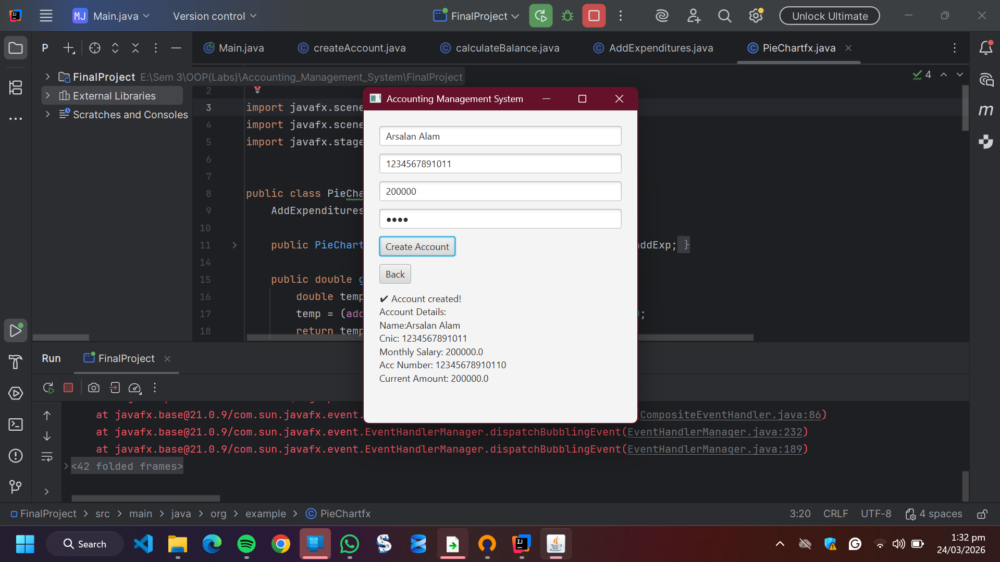 MJ Main.java Version control FinalProject Unlock Ultimate
P
Main.java createAccount.java calculateBalance.java AddExpenditures.java PieChartfx.java
FinalProject E:\Sem 3\OOP(Labs)\Accounting_Management_System\FinalProject
External Libraries
Scratches and Consoles
4
2
3 import javafx.scene
4 import javafx.scene
5 import javafx.stage
6
7
8 public class PieCha
9 AddExpenditures
10
11 public PieChart ddExp; }
14
15 public double g
16 double temp
17 temp = (add ;
18 return temp
Accounting Management System
Arsalan Alam
1234567891011
200000
●●●●
Create Account
Back
✔ Account created!
Account Details:
Name:Arsalan Alam
Cnic: 1234567891011
Monthly Salary: 200000.0
Acc Number: 12345678910110
Current Amount: 200000.0
Run FinalProject
at javafx.base@21.0.9/com.sun.javafx.event. (CompositeEventHandler.java:86)
at javafx.base@21.0.9/com.sun.javafx.event.EventHandlerManager.dispatchBubblingEvent(EventHandlerManager.java:232)
at javafx.base@21.0.9/com.sun.javafx.event.EventHandlerManager.dispatchBubblingEvent(EventHandlerManager.java:189)
<42 folded frames>
FinalProject > src > main > java > org > example > PieChartfx
3:20 CRLF UTF-8 4 spaces
Search
1:32 pm
24/03/2026